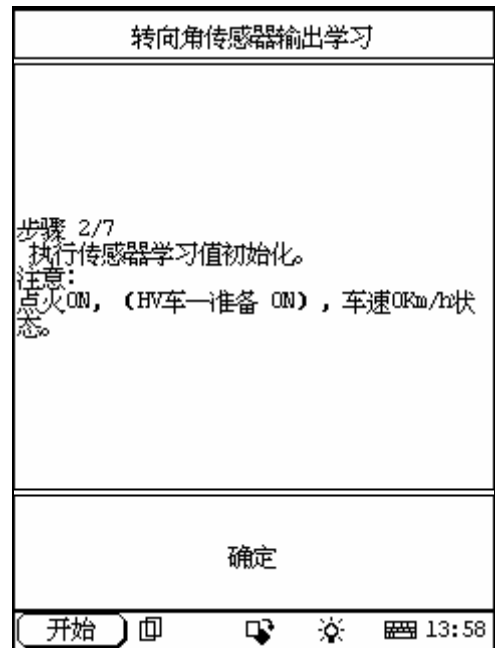 转向角传感器输出学习
步骤 2/7
执行传感器学习值初始化。
注意:
点火ON, (HV车—准备 ON), 车速0Km/h状
态。
确定
开始 13:58